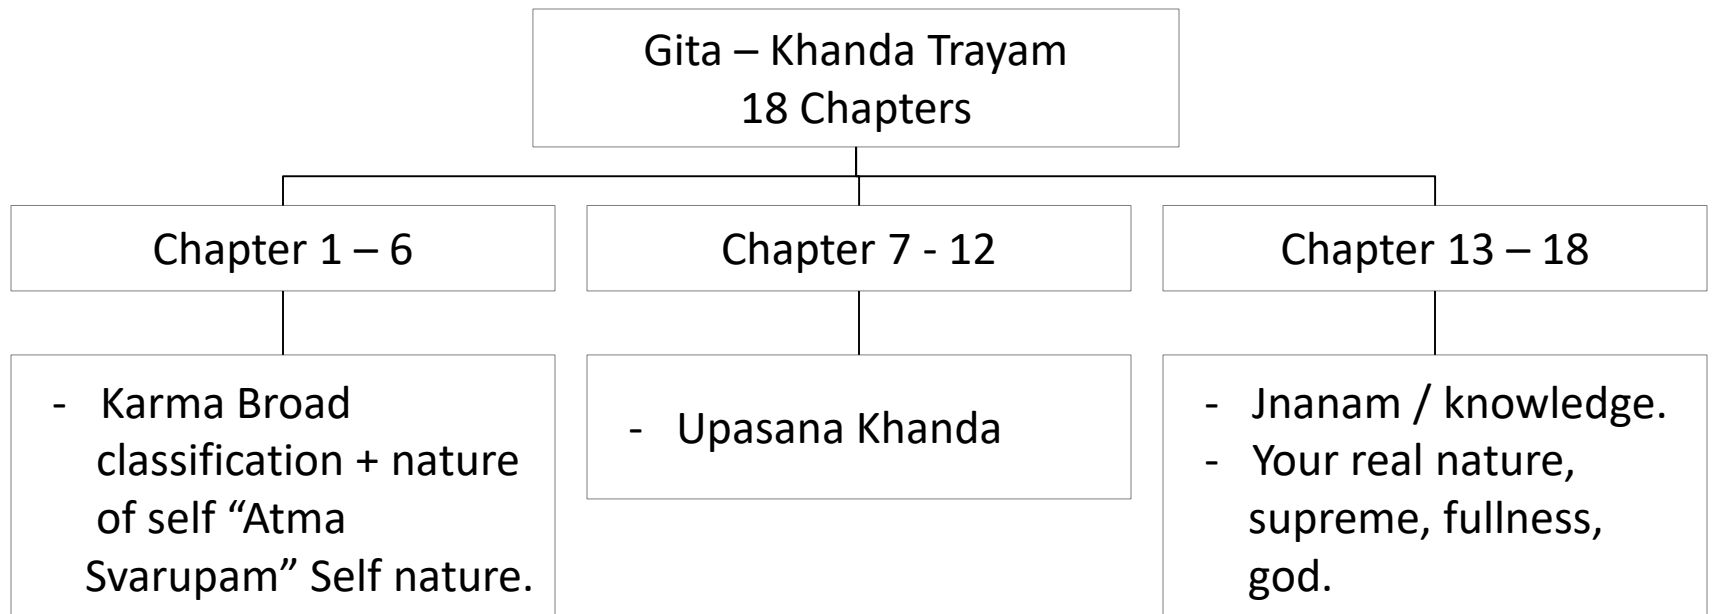 Gita – Khanda Trayam
18 Chapters
Chapter 1 – 6
Chapter 7 - 12
Chapter 13 – 18
- Karma Broad
classification + nature
of self “Atma
Svarupam” Self nature.
- Upasana Khanda
- Jnanam / knowledge.
- Your real nature,
supreme, fullness,
god.